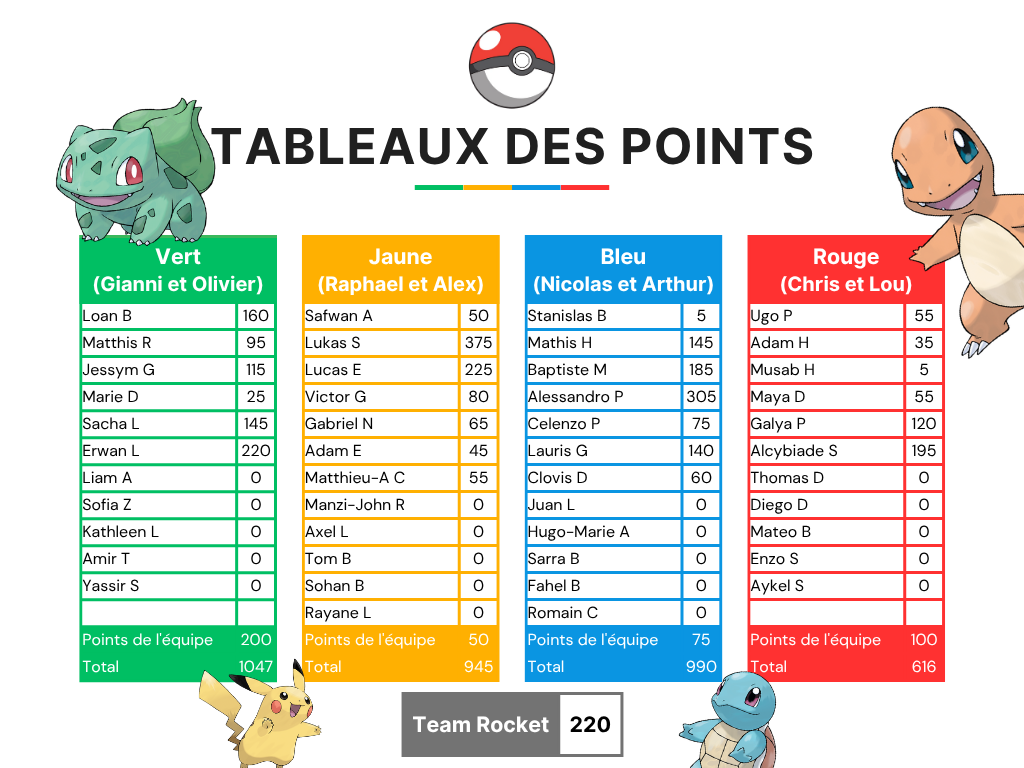 TABLEAUX DES POINTS
Vert
(Gianni et Olivier)
Loan B 160
Matthis R 95
Jessym G 115
Marie D 25
Sacha L 145
Erwan L 220
Liam A 0
Sofia Z 0
Kathleen L 0
Amir T 0
Yassir S 0
Points de l'équipe 200
Total 1047
Jaune
(Raphael et Alex)
Safwan A 50
Lukas S 375
Lucas E 225
Victor G 80
Gabriel N 65
Adam E 45
Matthieu-A C 55
Manzi-John R 0
Axel L 0
Tom B 0
Sohan B 0
Rayane L 0
Points de l'équipe 50
Total 945
Bleu
(Nicolas et Arthur)
Stanislas B 5
Mathis H 145
Baptiste M 185
Alessandro P 305
Celenzo P 75
Lauris G 140
Clovis D 60
Juan L 0
Hugo-Marie A 0
Sarra B 0
Fahel B 0
Romain C 0
Points de l'équipe 75
Total 990
Rouge
(Chris et Lou)
Ugo P 55
Adam H 35
Musab H 5
Maya D 55
Galya P 120
Alcybiade S 195
Thomas D 0
Diego D 0
Mateo B 0
Enzo S 0
Aykel S 0
Points de l'équipe 100
Total 616
Team Rocket 220